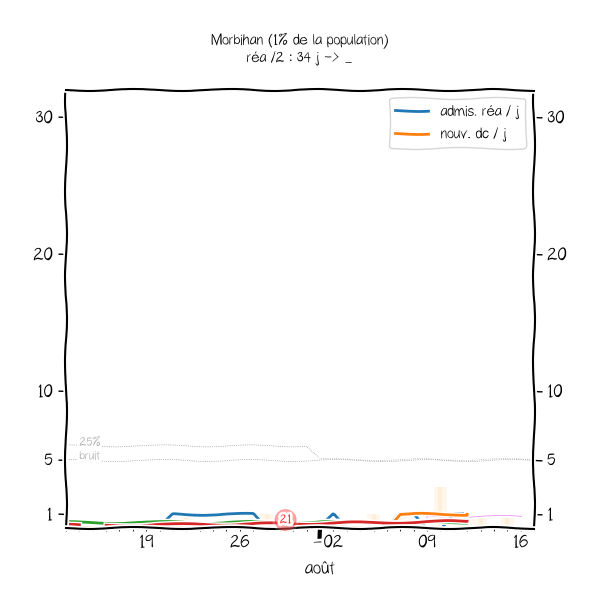 Morbihan (1% de la population)
réa /2 : 34 j -> _
admis. réa / j
nouv. dc / j
30
30
20
20
10
10
25%
bruit
5
5
1
1
21
19
26
02
09
16
août